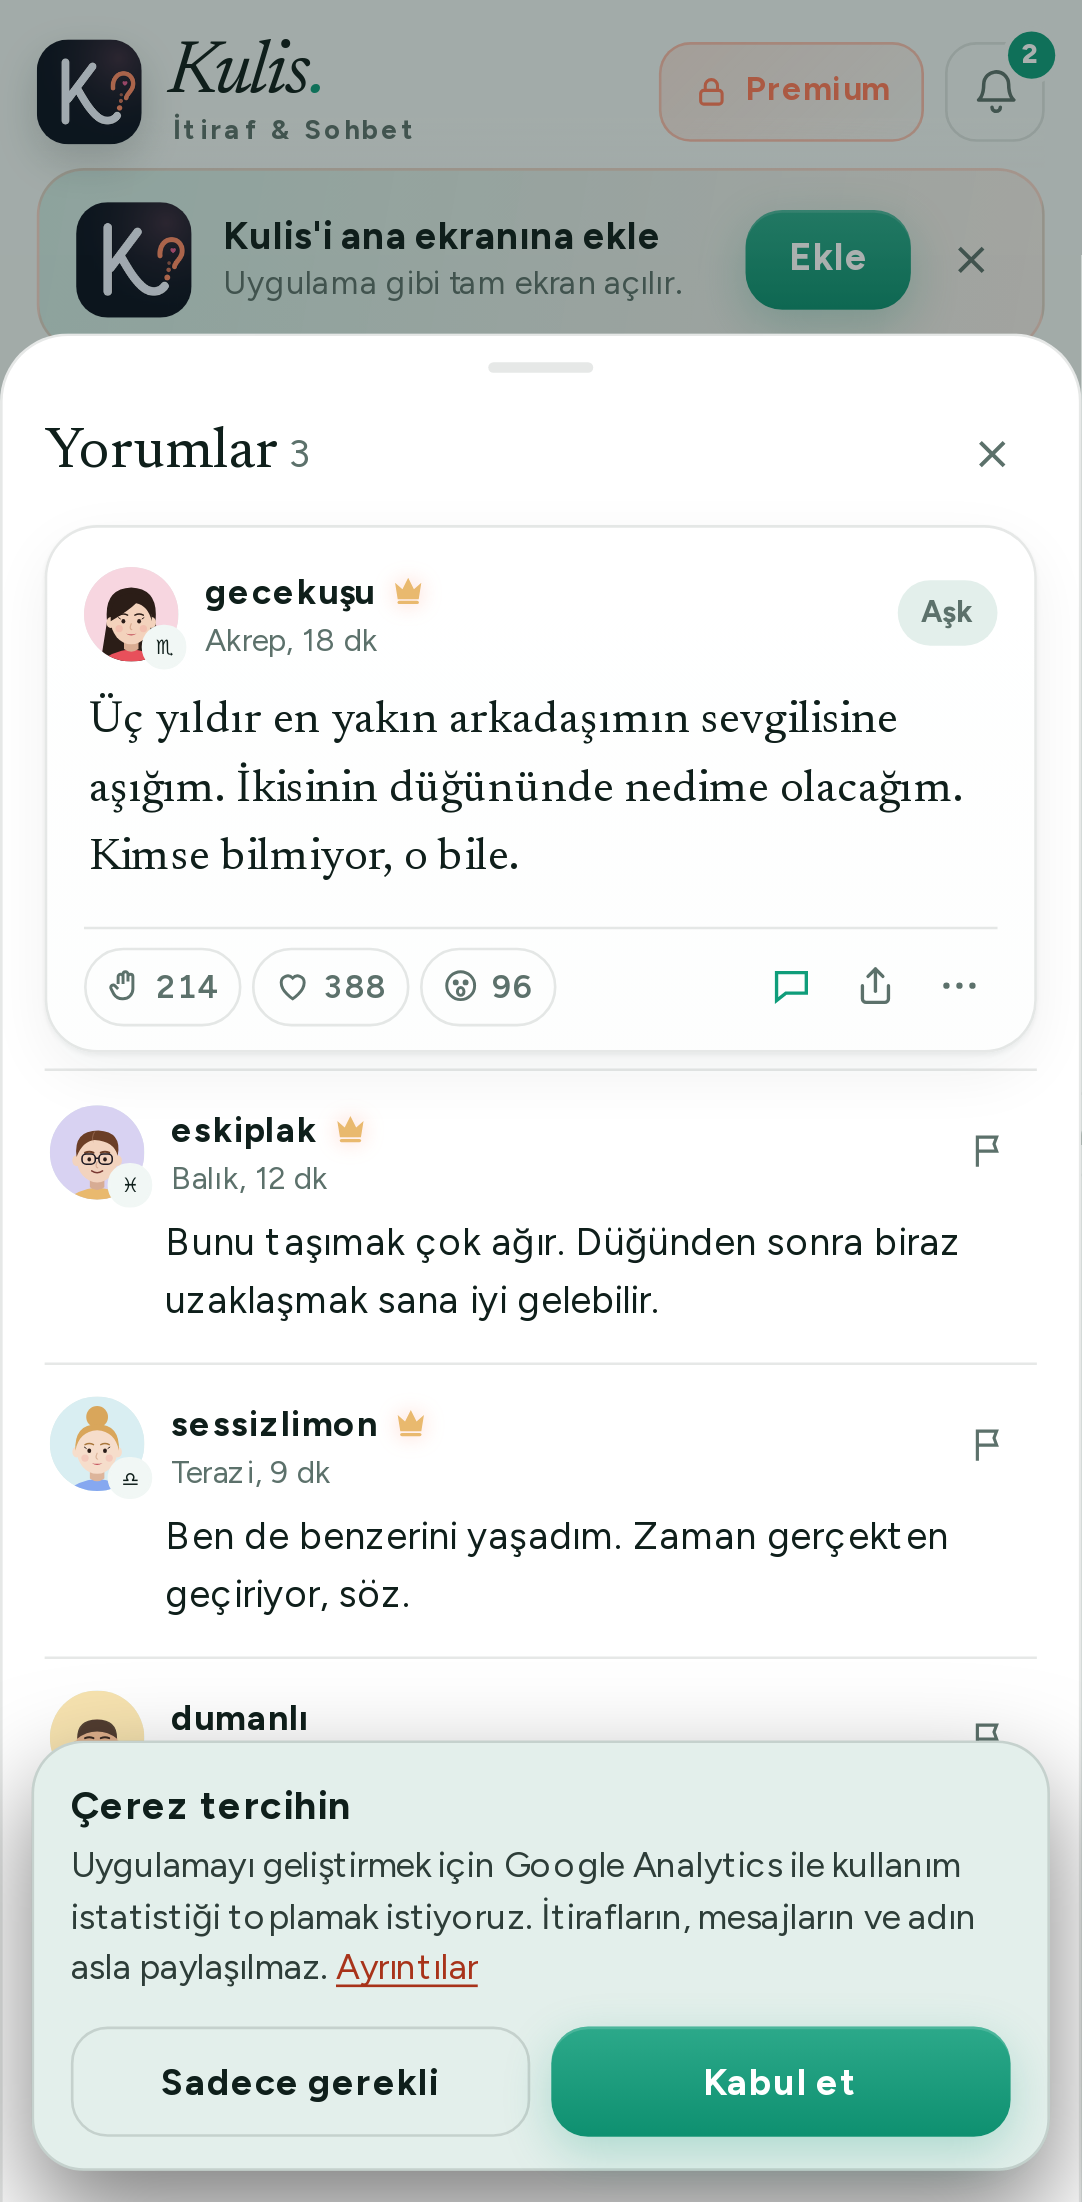 Kulis.
İtiraf & Sohbet
Premium
2
Kulis'i ana ekranına ekle
Uygulama gibi tam ekran açılır.
Ekle
Yorumlar 3
gecekuşu
Akrep, 18 dk
Aşk
Üç yıldır en yakın arkadaşımın sevgilisine
aşığım. İkisinin düğününde nedime olacağım.
Kimse bilmiyor, o bile.
214 388 96
eskiplak
Balık, 12 dk
Bunu taşımak çok ağır. Düğünden sonra biraz
uzaklaşmak sana iyi gelebilir.
sessizlimon
Terazi, 9 dk
Ben de benzerini yaşadım. Zaman gerçekten
geçiriyor, söz.
dumanlı
Çerez tercihin
Uygulamayı geliştirmek için Google Analytics ile kullanım
istatistiği toplamak istiyoruz. İtirafların, mesajların ve adın
asla paylaşılmaz. Ayrıntılar
Sadece gerekli
Kabul et